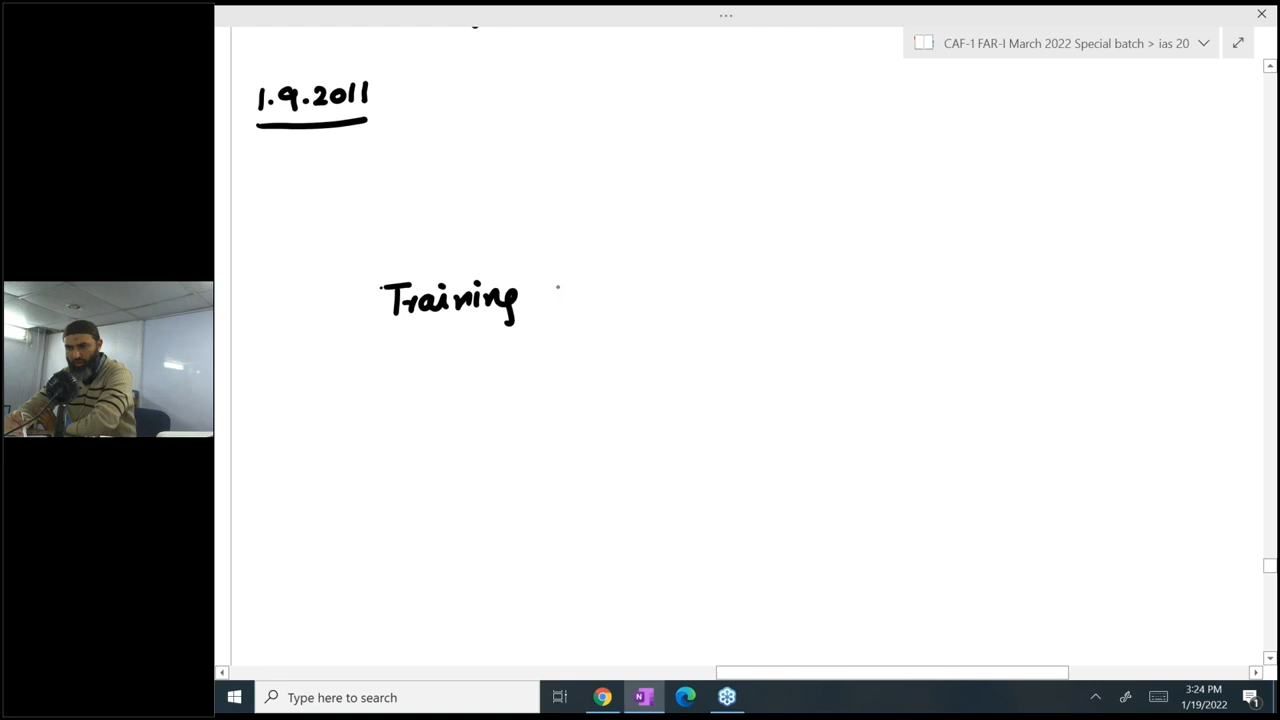 CAF-1 FAR-I March 2022 Special batch > ias 20
1.9.2011
Training
Type here to search
3:24 PM
1/19/2022
1